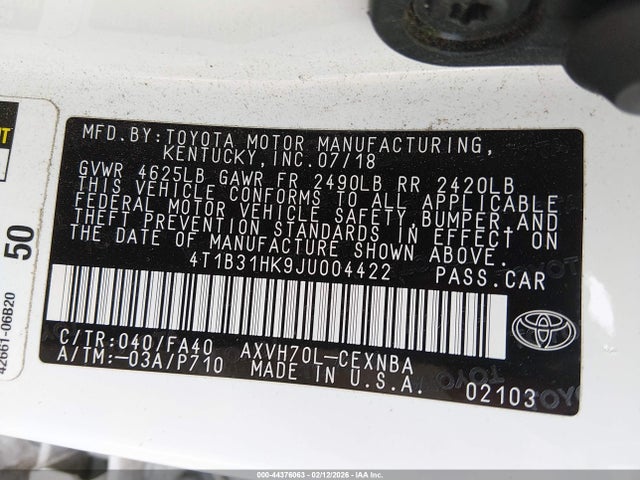 MFD.BY:TOYOTA MOTOR MANUFACTURING,
KENTUCKY,INC.07/18
GVWR 4625LB GAWR FR 2490LB RR 2420LB
THIS VEHICLE CONFORMS TO ALL APPLICABLE
FEDERAL MOTOR VEHICLE SAFETY, BUMPER,AND
THEFT PREVENTION STANDARDS IN EFFECT ON
THE DATE OF MANUFACTURE SHOWN ABOVE.
4T1B31HK9JU004422 PASS.CAR
C/TR:040/FA40 AXVH70L-CEXNBA
A/TM:-03A/P710 MADE IN U.S.A.
02103
50
42661-06B20
000-44376063 - 02/12/2026 - IAAI.COM